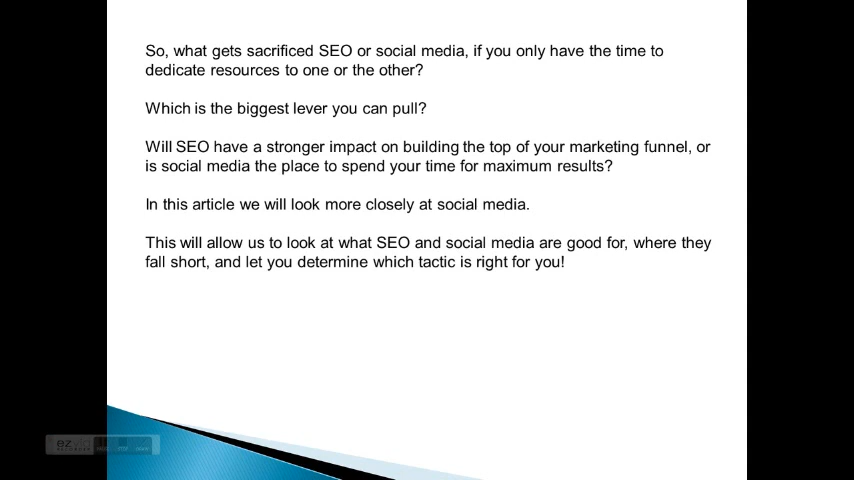 So, what gets sacrificed SEO or social media, if you only have the time to
dedicate resources to one or the other?
Which is the biggest lever you can pull?
Will SEO have a stronger impact on building the top of your marketing funnel, or
is social media the place to spend your time for maximum results?
In this article we will look more closely at social media.
This will allow us to look at what SEO and social media are good for, where they
fall short, and let you determine which tactic is right for you!
ezvid
RECORDER